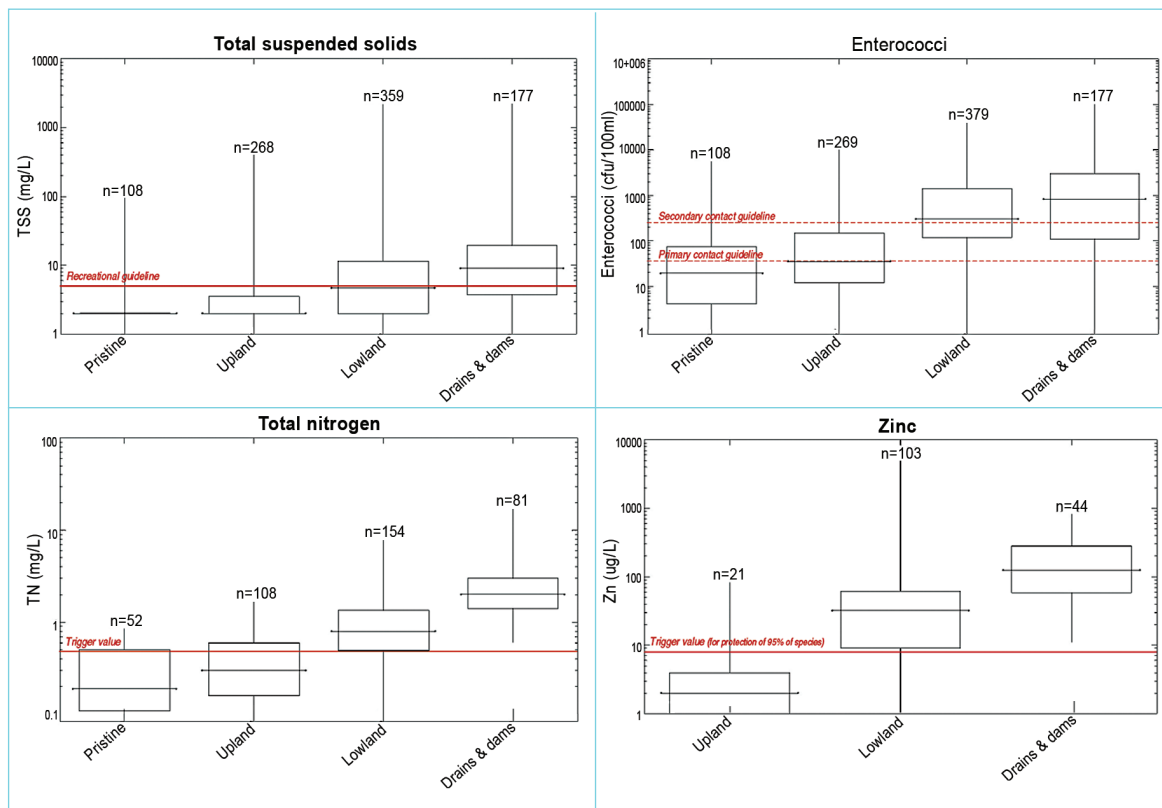 Total suspended solids
10000
1000
100
10
1
TSS (mg/L)
n=108
n=268
n=359
n=177
Recreational guideline
Pristine
Upland
Lowland
Drains & dams
Enterococci
10+006
100000
10000
1000
100
10
1
Enterococci (cfu/100ml)
n=108
n=269
n=379
n=177
Secondary contact guideline
Primary contact guideline
Pristine
Upland
Lowland
Drains & dams
Total nitrogen
100
10
1
0.1
TN (mg/L)
n=52
n=108
n=154
n=81
Trigger value
Pristine
Upland
Lowland
Drains & dams
Zinc
10000
1000
100
10
1
Zn (ug/L)
n=21
n=103
n=44
Trigger value (for protection of 95% of species)
Upland
Lowland
Drains & dams